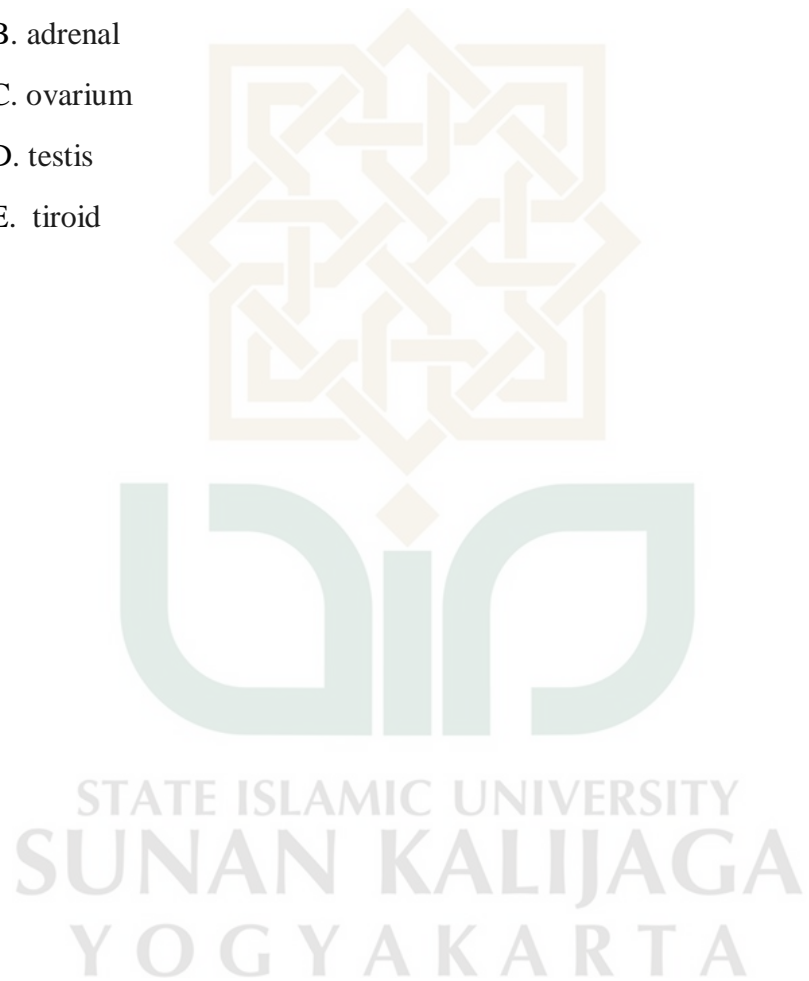 B. adrenal
C. ovarium
D. testis
E. tiroid
STATE ISLAMIC UNIVERSITY
SUNAN KALIJAGA
YOGYAKARTA